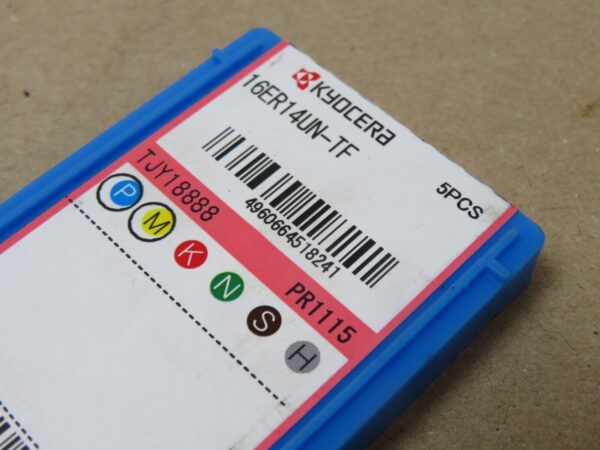 KYOCERA
16ER14UN-TF
5PCS
4960664518241
TJY18888
PR1115
P M K N S H